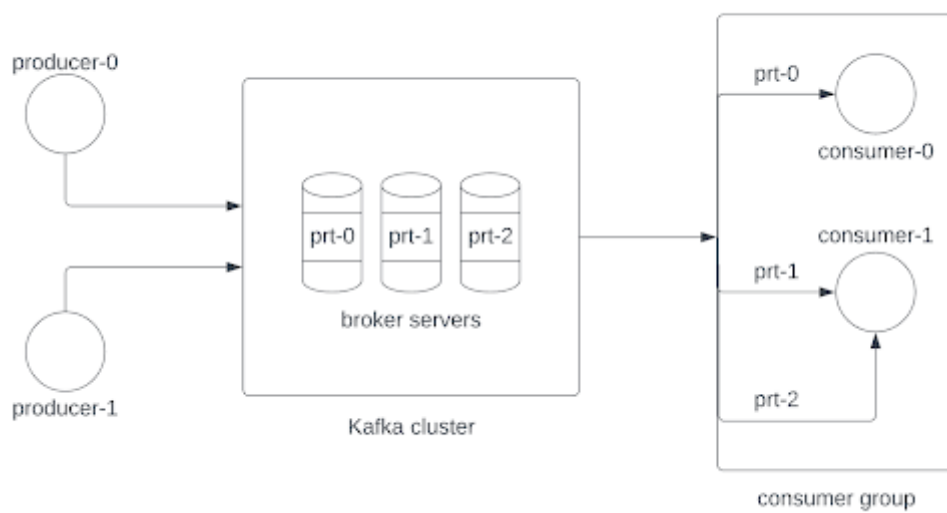 producer-0
prt-0
consumer-0
prt-0 prt-1 prt-2
consumer-1
prt-1
broker servers
producer-1
prt-2
Kafka cluster
consumer group